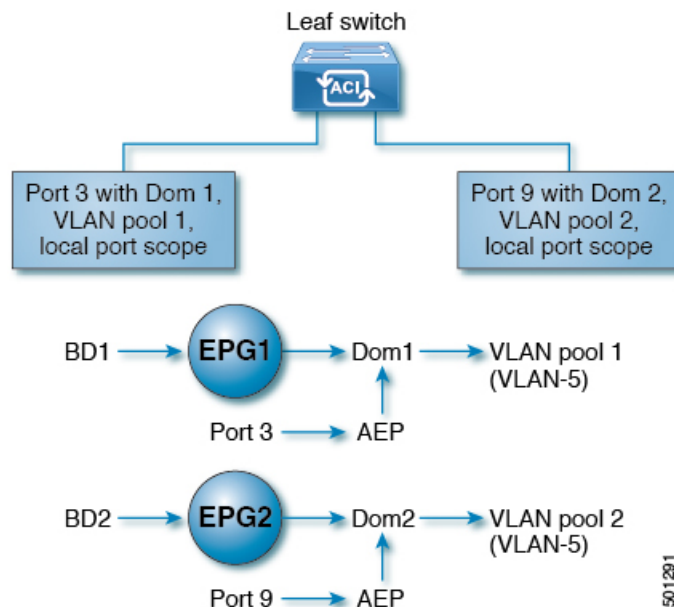 Leaf switch
ACI
Port 3 with Dom 1,
VLAN pool 1,
local port scope
Port 9 with Dom 2,
VLAN pool 2,
local port scope
BD1
EPG1
Dom1
VLAN pool 1
(VLAN-5)
Port 3
AEP
BD2
EPG2
Dom2
VLAN pool 2
(VLAN-5)
Port 9
AEP
501291